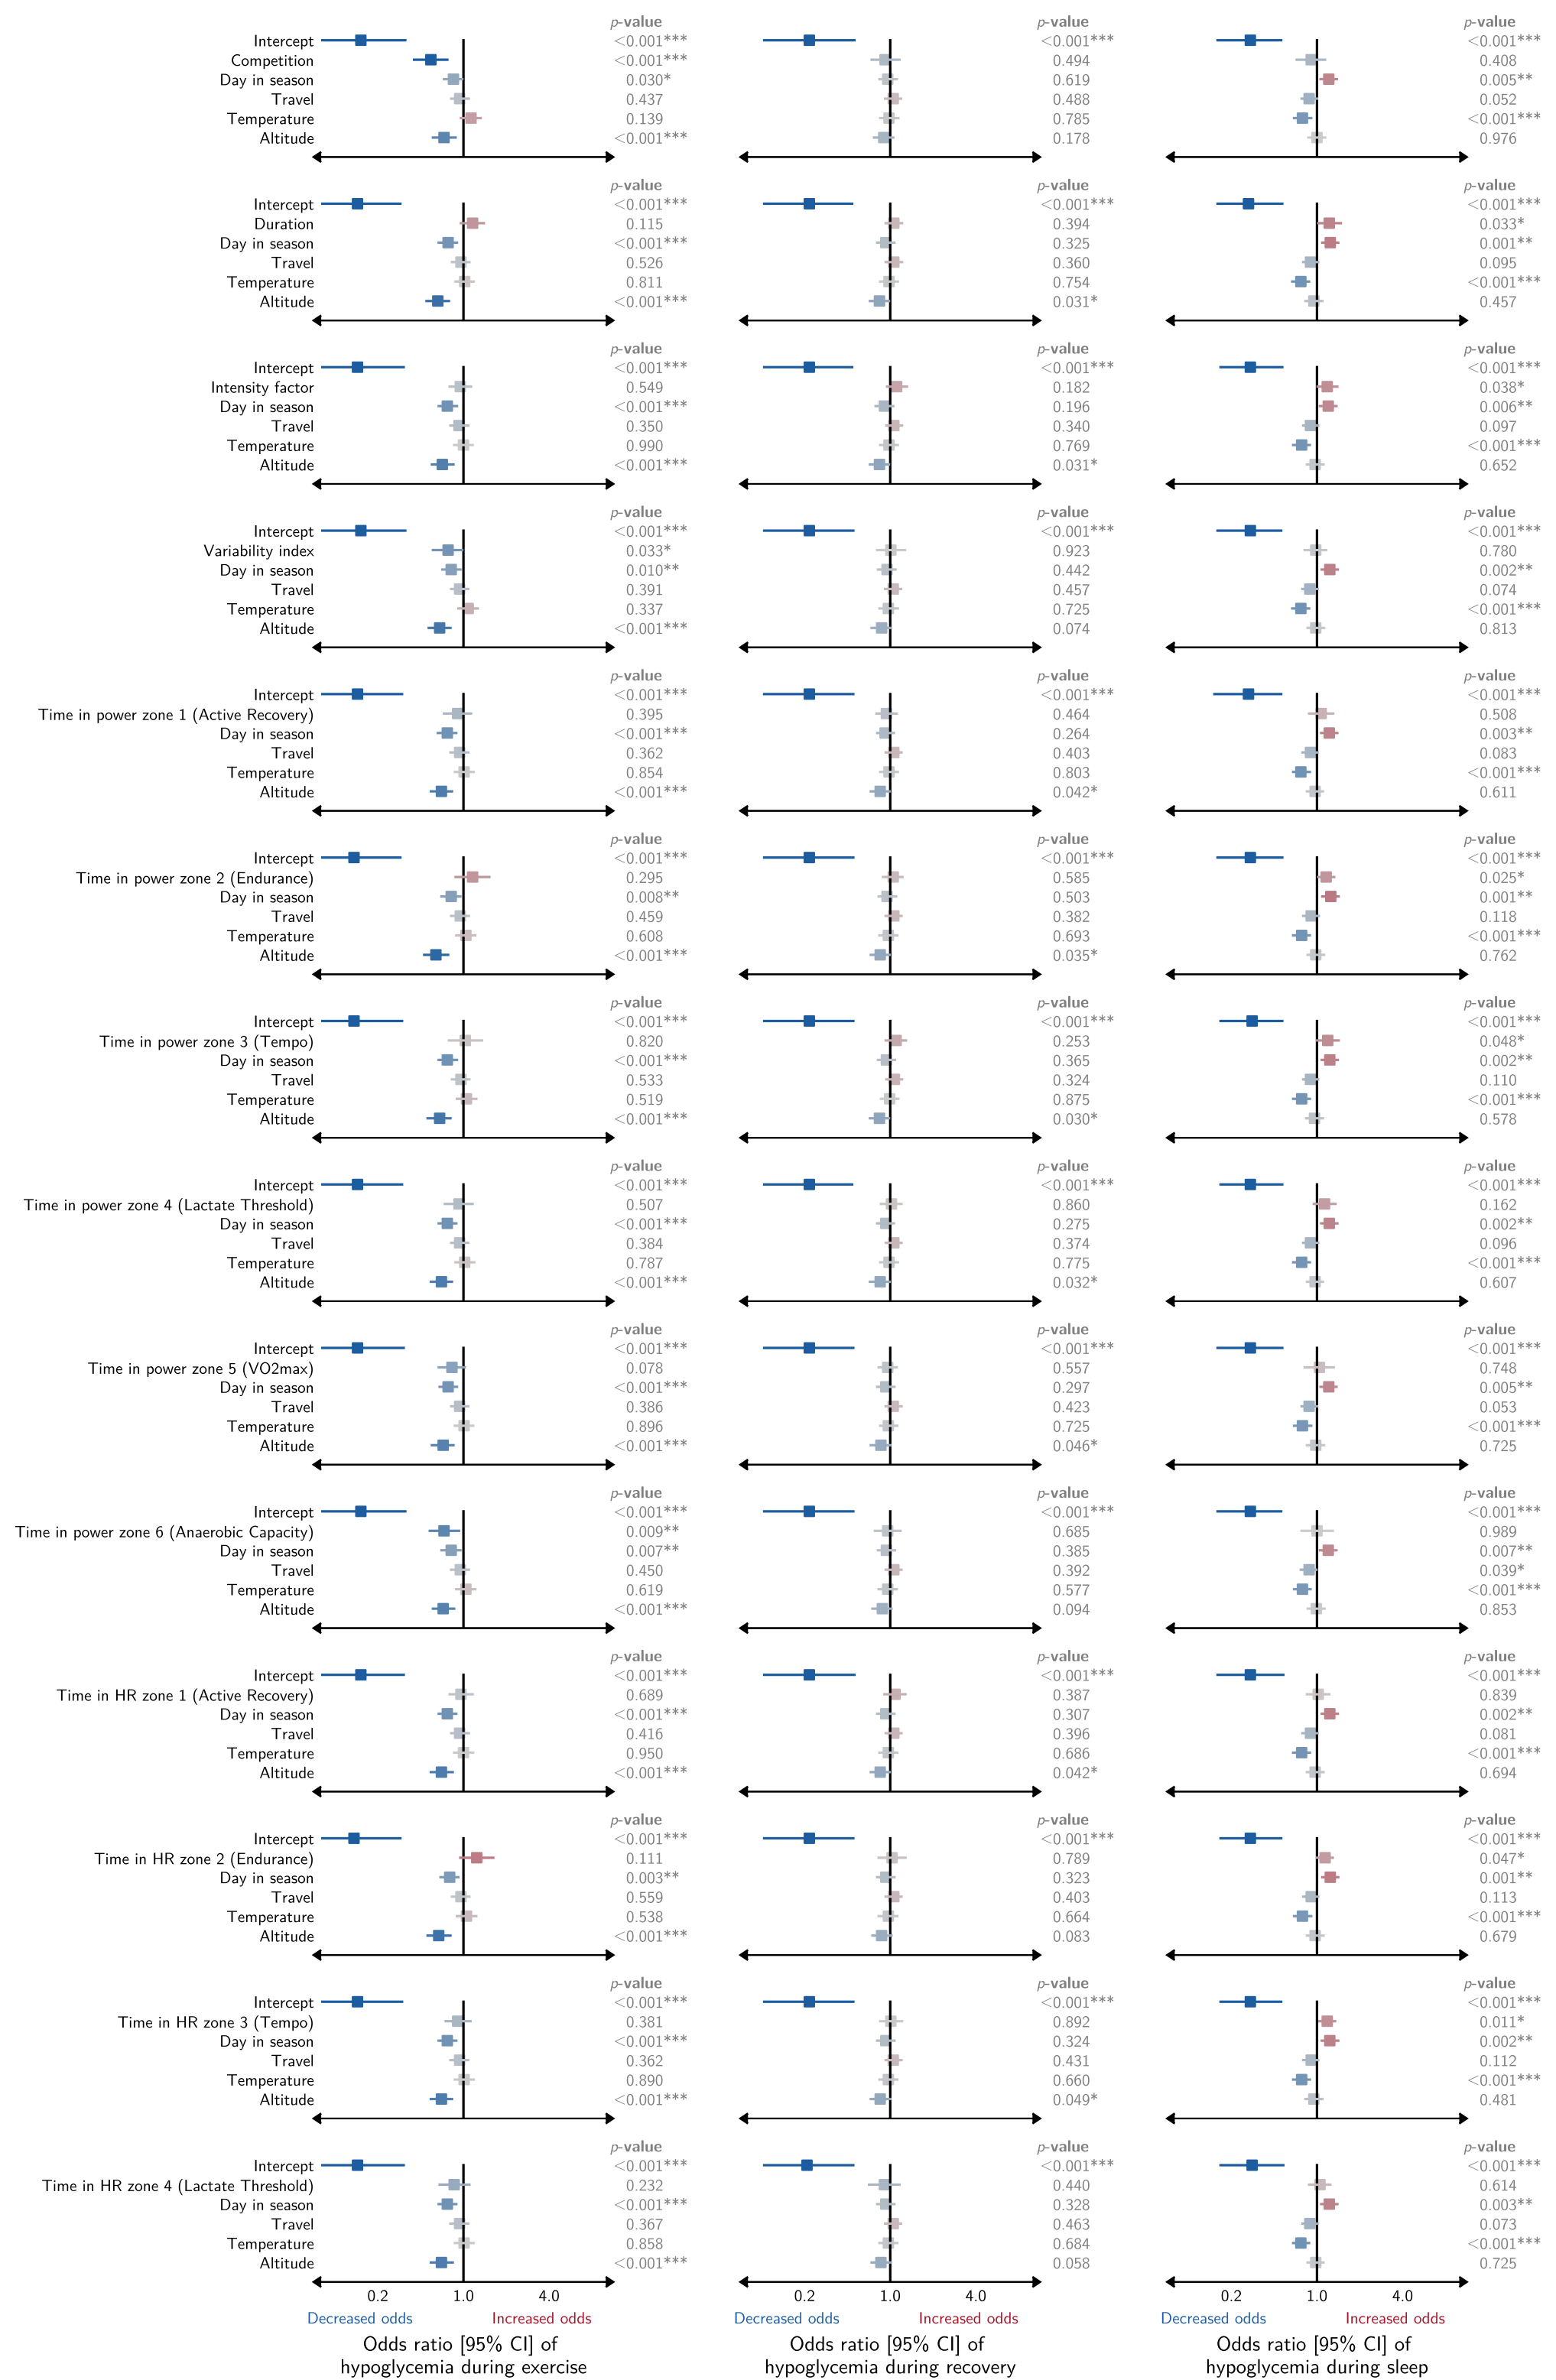 p-value p-value p-value
Intercept <0.001*** <0.001*** <0.001***
Competition <0.001*** 0.494 0.408
Day in season 0.030* 0.619 0.005**
Travel 0.437 0.488 0.052
Temperature 0.139 0.785 <0.001***
Altitude <0.001*** 0.178 0.976
p-value p-value p-value
Intercept <0.001*** <0.001*** <0.001***
Duration 0.115 0.394 0.033*
Day in season <0.001*** 0.325 0.001**
Travel 0.526 0.360 0.095
Temperature 0.811 0.754 <0.001***
Altitude <0.001*** 0.031* 0.457
p-value p-value p-value
Intercept <0.001*** <0.001*** <0.001***
Intensity factor 0.549 0.182 0.038*
Day in season <0.001*** 0.196 0.006**
Travel 0.350 0.340 0.097
Temperature 0.990 0.769 <0.001***
Altitude <0.001*** 0.031* 0.652
p-value p-value p-value
Intercept <0.001*** <0.001*** <0.001***
Variability index 0.033* 0.923 0.780
Day in season 0.010** 0.442 0.002**
Travel 0.391 0.457 0.074
Temperature 0.337 0.725 <0.001***
Altitude <0.001*** 0.074 0.813
p-value p-value p-value
Intercept <0.001*** <0.001*** <0.001***
Time in power zone 1 (Active Recovery) 0.395 0.464 0.508
Day in season <0.001*** 0.264 0.003**
Travel 0.362 0.403 0.083
Temperature 0.854 0.803 <0.001***
Altitude <0.001*** 0.042* 0.611
p-value p-value p-value
Intercept <0.001*** <0.001*** <0.001***
Time in power zone 2 (Endurance) 0.295 0.585 0.025*
Day in season 0.008** 0.503 0.001**
Travel 0.459 0.382 0.118
Temperature 0.608 0.693 <0.001***
Altitude <0.001*** 0.035* 0.762
p-value p-value p-value
Intercept <0.001*** <0.001*** <0.001***
Time in power zone 3 (Tempo) 0.820 0.253 0.048*
Day in season <0.001*** 0.365 0.002**
Travel 0.533 0.324 0.110
Temperature 0.519 0.875 <0.001***
Altitude <0.001*** 0.030* 0.578
p-value p-value p-value
Intercept <0.001*** <0.001*** <0.001***
Time in power zone 4 (Lactate Threshold) 0.507 0.860 0.162
Day in season <0.001*** 0.275 0.002**
Travel 0.384 0.374 0.096
Temperature 0.787 0.775 <0.001***
Altitude <0.001*** 0.032* 0.607
p-value p-value p-value
Intercept <0.001*** <0.001*** <0.001***
Time in power zone 5 (VO2max) 0.078 0.557 0.748
Day in season <0.001*** 0.297 0.005**
Travel 0.386 0.423 0.053
Temperature 0.896 0.725 <0.001***
Altitude <0.001*** 0.046* 0.725
p-value p-value p-value
Intercept <0.001*** <0.001*** <0.001***
Time in power zone 6 (Anaerobic Capacity) 0.009** 0.685 0.989
Day in season 0.007** 0.385 0.007**
Travel 0.450 0.392 0.039*
Temperature 0.619 0.577 <0.001***
Altitude <0.001*** 0.094 0.853
p-value p-value p-value
Intercept <0.001*** <0.001*** <0.001***
Time in HR zone 1 (Active Recovery) 0.689 0.387 0.839
Day in season <0.001*** 0.307 0.002**
Travel 0.416 0.396 0.081
Temperature 0.950 0.686 <0.001***
Altitude <0.001*** 0.042* 0.694
p-value p-value p-value
Intercept <0.001*** <0.001*** <0.001***
Time in HR zone 2 (Endurance) 0.111 0.789 0.047*
Day in season 0.003** 0.323 0.001**
Travel 0.559 0.403 0.113
Temperature 0.538 0.664 <0.001***
Altitude <0.001*** 0.083 0.679
p-value p-value p-value
Intercept <0.001*** <0.001*** <0.001***
Time in HR zone 3 (Tempo) 0.381 0.892 0.011*
Day in season <0.001*** 0.324 0.002**
Travel 0.362 0.431 0.112
Temperature 0.890 0.660 <0.001***
Altitude <0.001*** 0.049* 0.481
p-value p-value p-value
Intercept <0.001*** <0.001*** <0.001***
Time in HR zone 4 (Lactate Threshold) 0.232 0.440 0.614
Day in season <0.001*** 0.328 0.003**
Travel 0.367 0.463 0.073
Temperature 0.858 0.684 <0.001***
Altitude <0.001*** 0.058 0.725
0.2 1.0 4.0 0.2 1.0 4.0 0.2 1.0 4.0
Decreased odds Increased odds Decreased odds Increased odds Decreased odds Increased odds
Odds ratio [95% CI] of Odds ratio [95% CI] of Odds ratio [95% CI] of
hypoglycemia during exercise hypoglycemia during recovery hypoglycemia during sleep